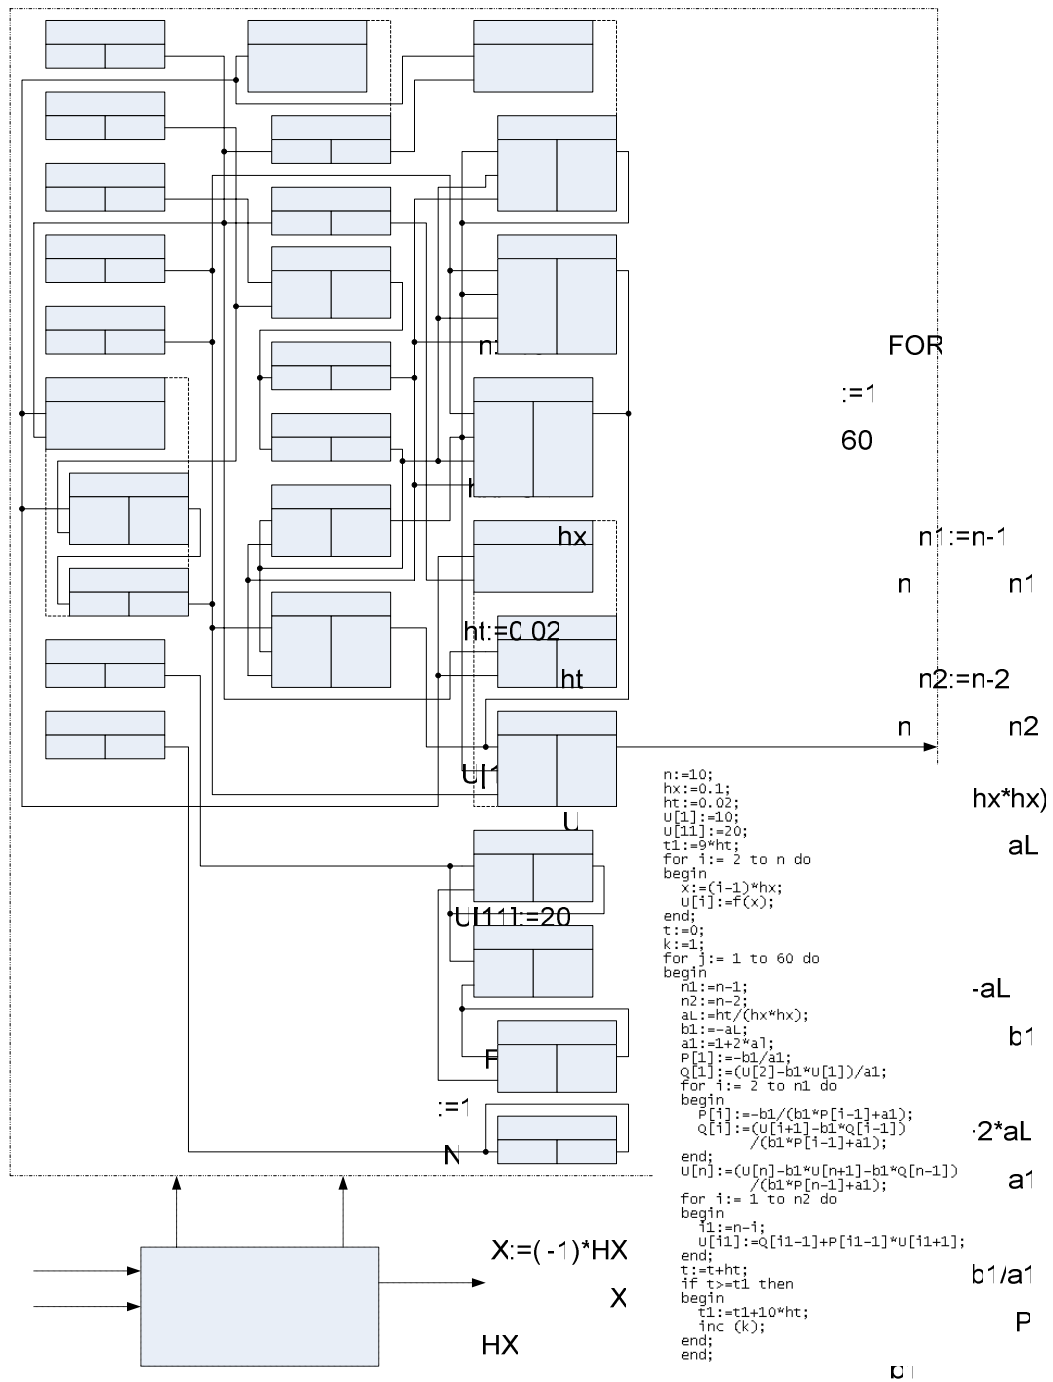 FOR
:=1
60
hx
n1:=n-1
n n1
ht:=0.02
ht
n2:=n-2
n n2
n:=10;
hx:=0.1;
ht:=0.02;
U[1]:=10;
U[11]:=20;
t1:=9*ht;
for i:= 2 to n do
begin
x:=(i-1)*hx;
U[i]:=f(x);
end;
t:=0;
k:=1;
for j:= 1 to 60 do
begin
n1:=n-1;
n2:=n-2;
aL:=ht/(hx*hx);
b1:=-aL;
a1:=1+2*al;
P[1]:=-b1/a1;
Q[1]:=(U[2]-b1*U[1])/a1;
for i:= 2 to n1 do
begin
P[i]:=-b1/(b1*P[i-1]+a1);
Q[i]:=(U[i+1]-b1*Q[i-1])
/(b1*P[i-1]+a1);
end;
U[n]:=(U[n]-b1*U[n+1]-b1*Q[n-1])
/(b1*P[n-1]+a1);
for i:= 1 to n2 do
begin
i1:=n-i;
U[i1]:=Q[i1-1]+P[i1-1]*U[i1+1];
end;
t:=t+ht;
if t>=t1 then
begin
t1:=t1+10*ht;
inc (k);
end;
end;
hx*hx)
aL
U
U[11]:=20
-aL
b1
:=1
N
-2*aL
a1
X:=( -1)*HX
X
HX
b1/a1
P